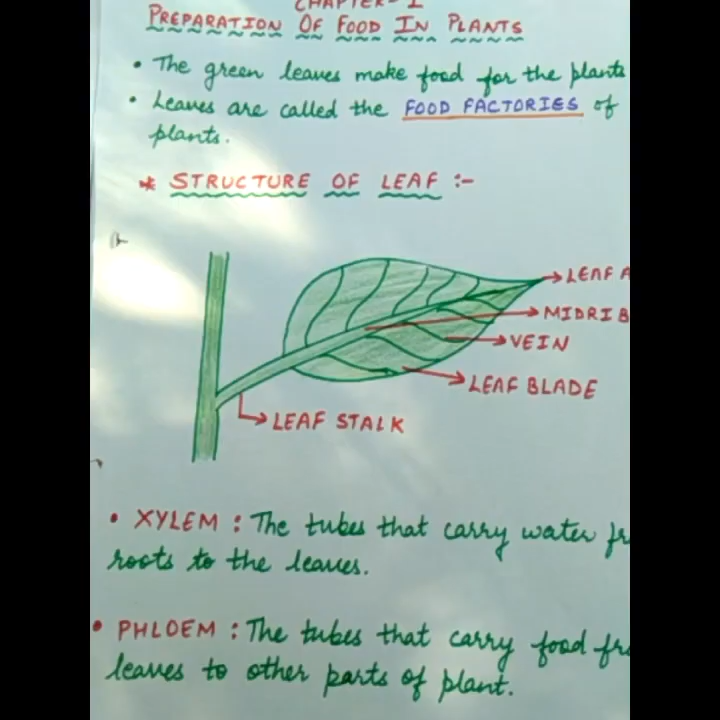 CHAPTER-1
PREPARATION OF FOOD IN PLANTS
• The green leaves make food for the plants
• Leaves are called the FOOD FACTORIES of
plants.
* STRUCTURE OF LEAF :-
LEAF A
MIDRIB
VEIN
LEAF BLADE
LEAF STALK
• XYLEM : The tubes that carry water fr
roots to the leaves.
• PHLOEM : The tubes that carry food fr
leaves to other parts of plant.